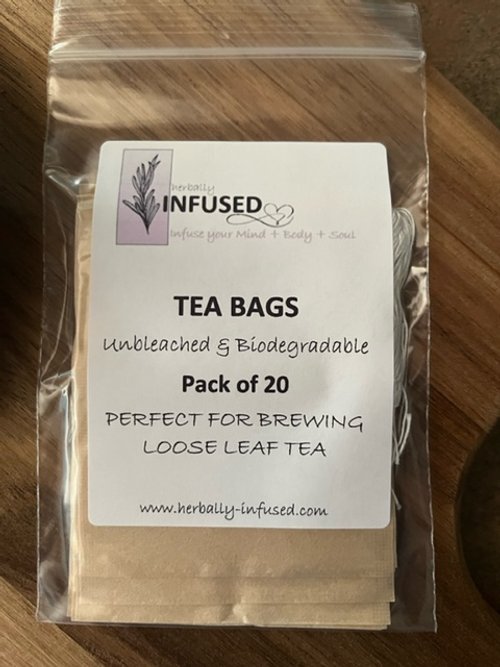 herbally
INFUSED
Infuse your Mind + Body + Soul
TEA BAGS
Unbleached & Biodegradable
Pack of 20
PERFECT FOR BREWING
LOOSE LEAF TEA
www.herbally-infused.com